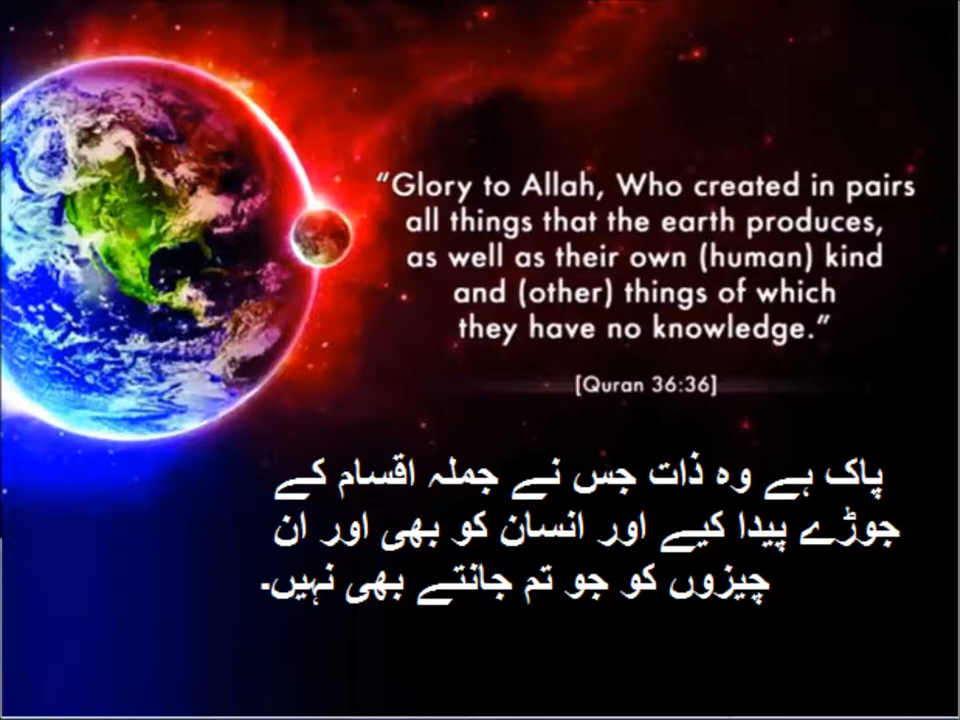 “Glory to Allah, Who created in pairs
all things that the earth produces,
as well as their own (human) kind
and (other) things of which
they have no knowledge.”
[Quran 36:36]
پاک ہے وہ ذات جس نے جملہ اقسام کے
جوڑے پیدا کیے اور انسان کو بھی اور ان
چیزوں کو جو تم جانتے بھی نہیں۔